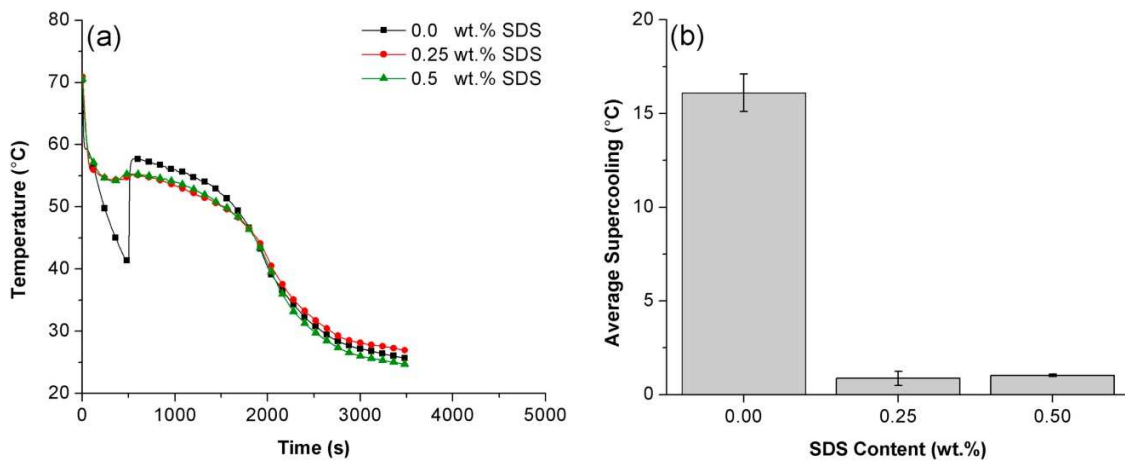 (a)
0.0 wt.% SDS
0.25 wt.% SDS
0.5 wt.% SDS
80
70
60
50
40
30
20
Temperature (°C)
0 1000 2000 3000 4000 5000
Time (s)
(b)
20
15
10
5
0
Average Supercooling (°C)
0.00 0.25 0.50
SDS Content (wt.%)